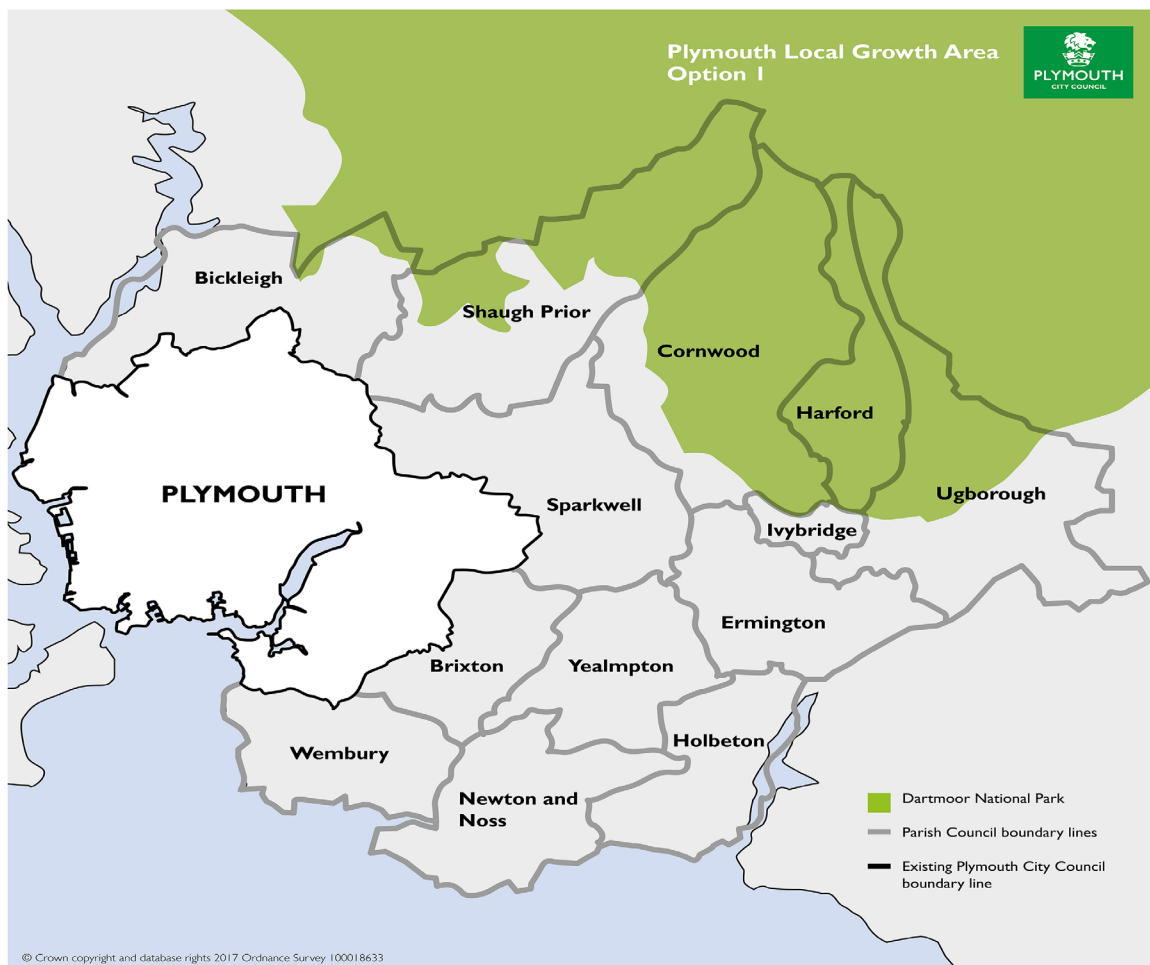 Plymouth Local Growth Area
Option 1
PLYMOUTH
CITY COUNCIL
Bickleigh
Shaugh Prior
Cornwood
Harford
Ugborough
PLYMOUTH
Sparkwell
Ivybridge
Ermington
Brixton
Yealmpton
Wembury
Holbeton
Newton and
Noss
Dartmoor National Park
Parish Council boundary lines
Existing Plymouth City Council
boundary line
© Crown copyright and database rights 2017 Ordnance Survey 100018633